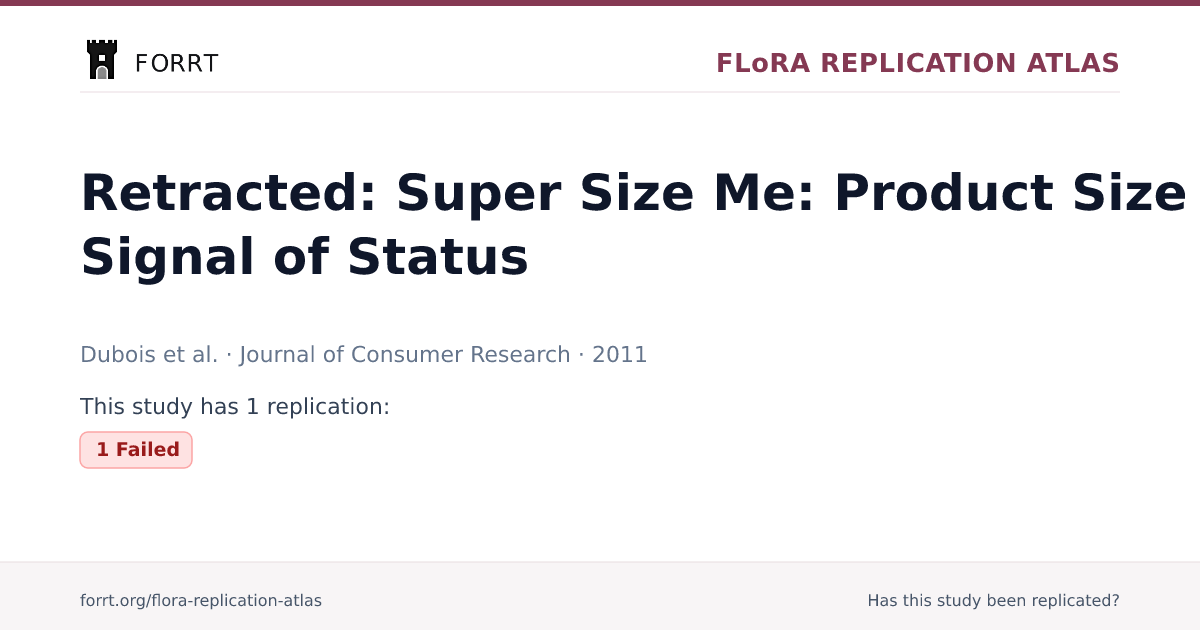 FORRT
FLoRA REPLICATION ATLAS
Retracted: Super Size Me: Product Size
Signal of Status
Dubois et al. · Journal of Consumer Research · 2011
This study has 1 replication:
1 Failed
forrt.org/flora-replication-atlas
Has this study been replicated?